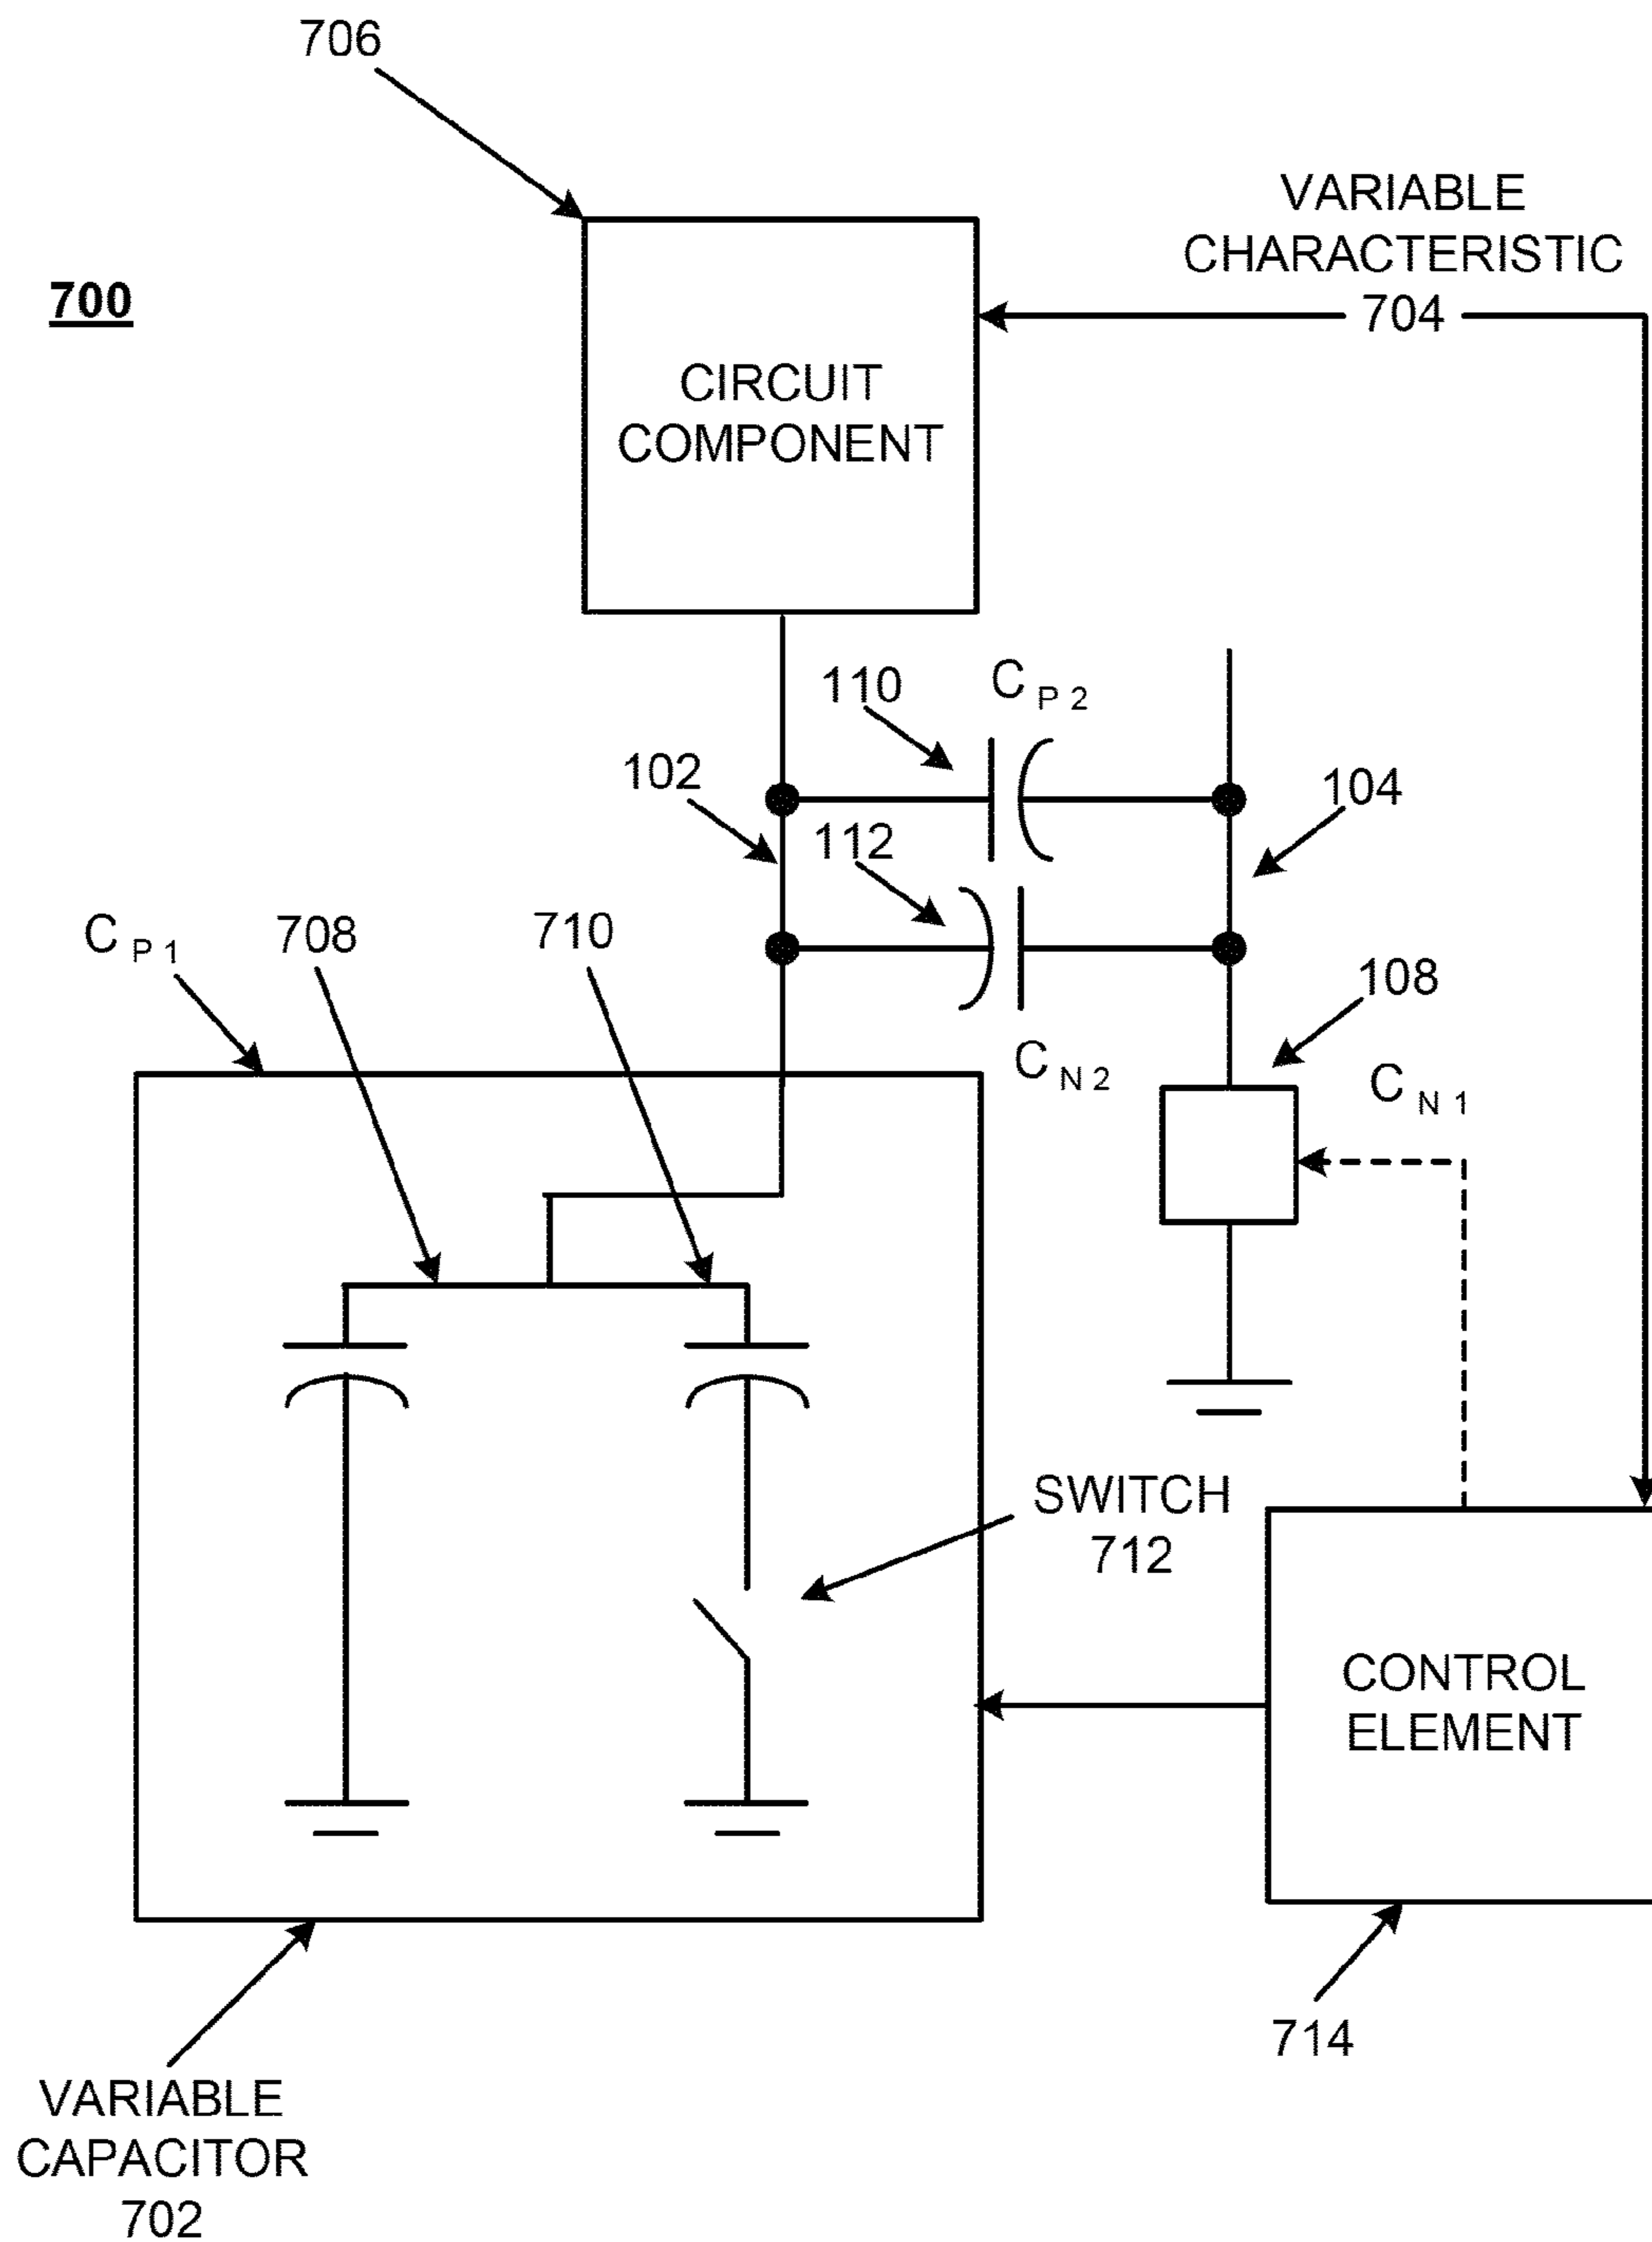 706
VARIABLE
CHARACTERISTIC
704
700
CIRCUIT
COMPONENT
110
C P 2
102
104
112
C P 1
708
710
108
C N 2
C N 1
SWITCH
712
CONTROL
ELEMENT
714
VARIABLE
CAPACITOR
702